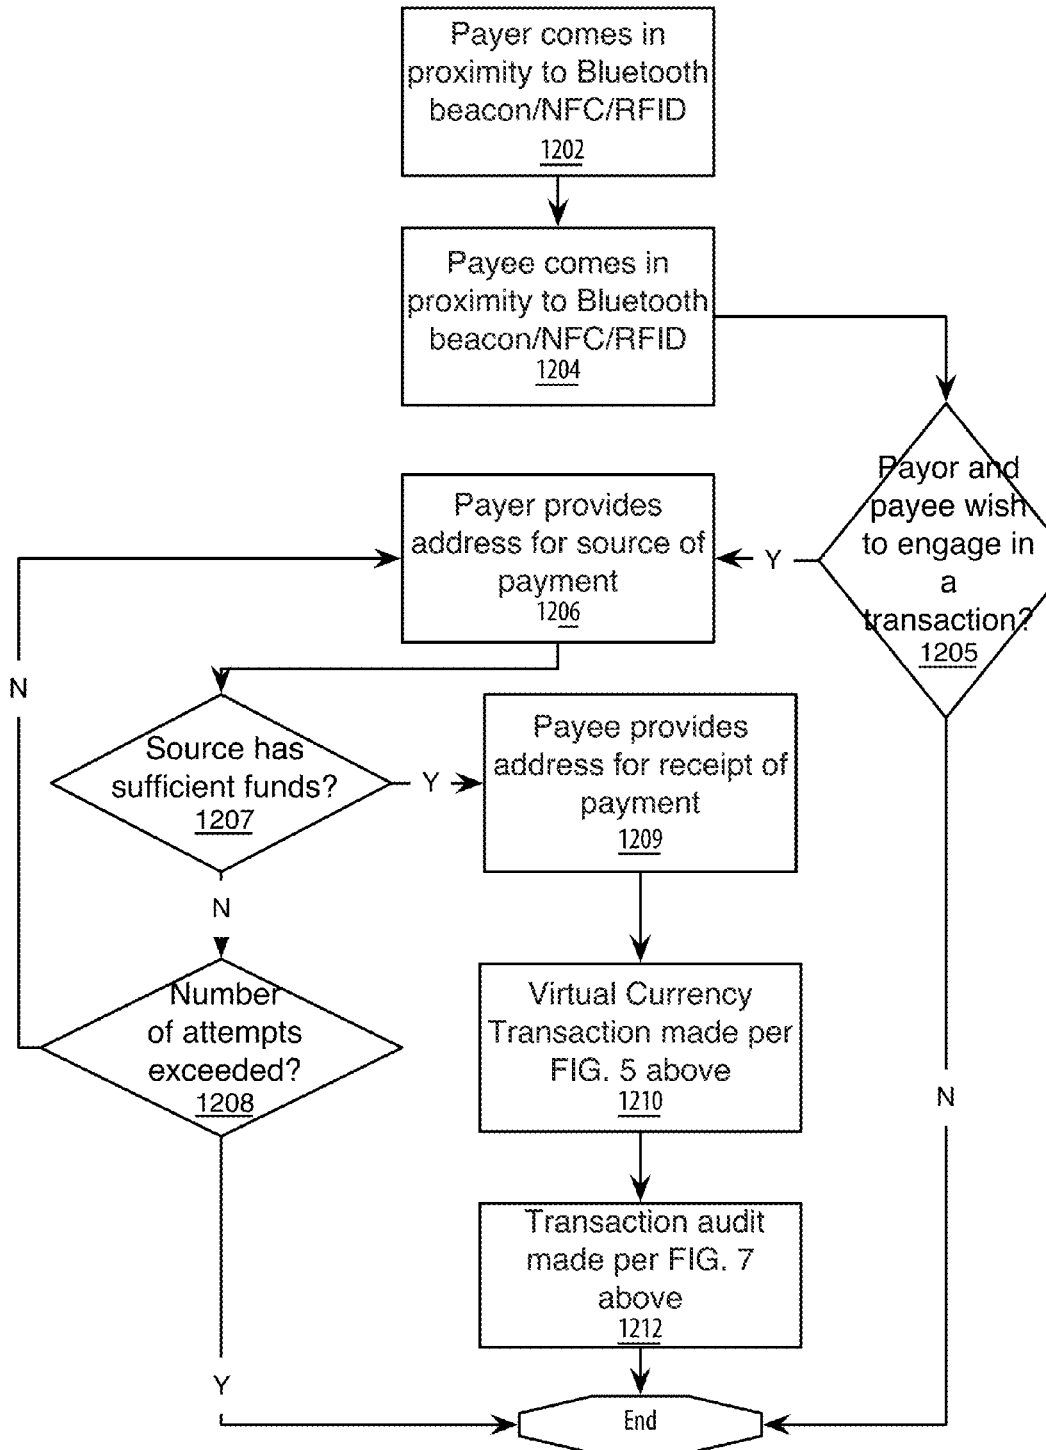 Payer comes in
proximity to Bluetooth
beacon/NFC/RFID
1202
Payee comes in
proximity to Bluetooth
beacon/NFC/RFID
1204
Payor and
payee wish
to engage in
a
transaction?
1205
Y
Payer provides
address for source of
payment
1206
N
Source has
sufficient funds?
1207
Y
Payee provides
address for receipt of
payment
1209
N
Number
of attempts
exceeded?
1208
Virtual Currency
Transaction made per
FIG. 5 above
1210
N
Transaction audit
made per FIG. 7
above
1212
Y
End